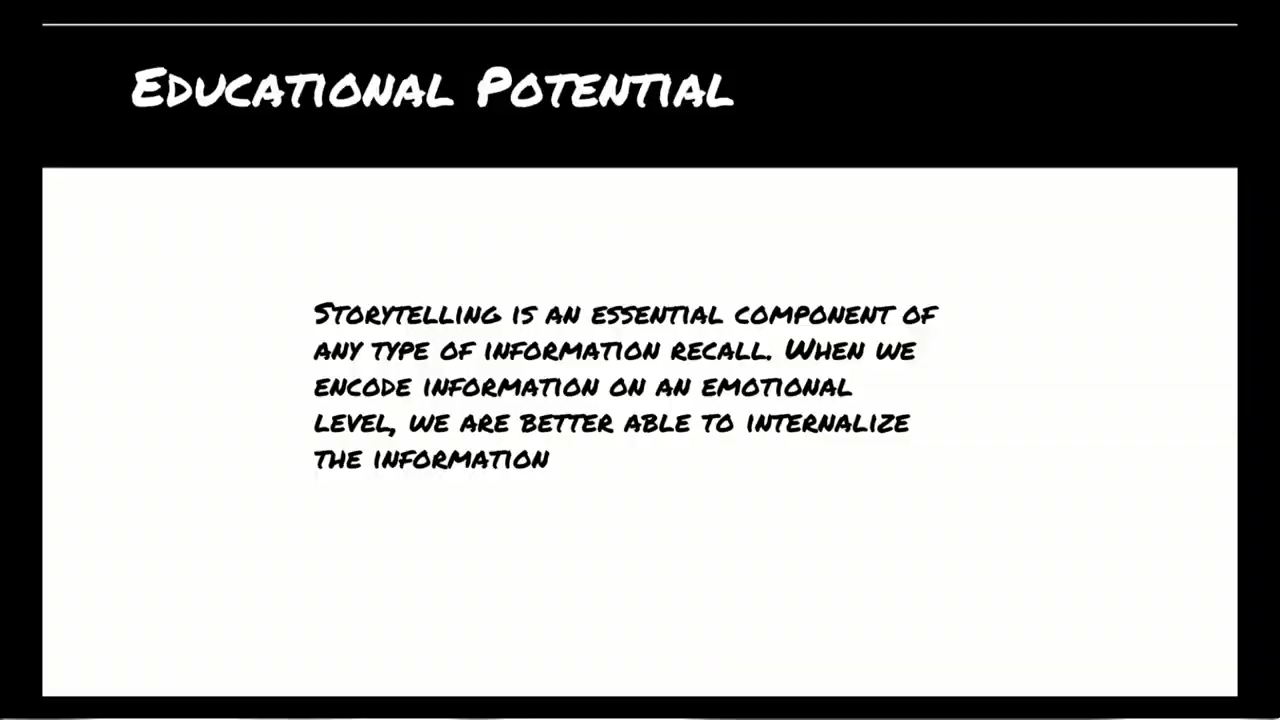 Educational Potential
Storytelling is an essential component of
any type of information recall. When we
encode information on an emotional
level, we are better able to internalize
the information